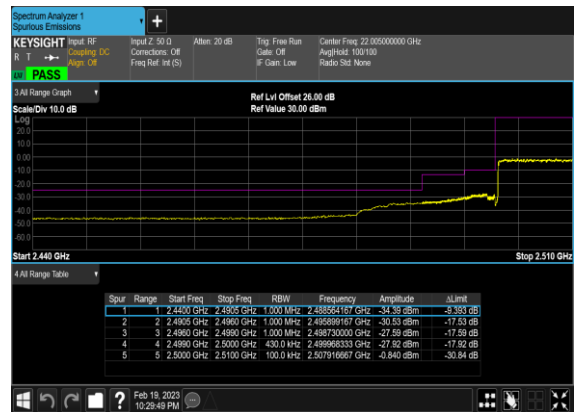 Spectrum Analyzer 1
Spurious Emissions
KEYSIGHT Input: RF Input Z: 50 Ω Atten: 20 dB Trig: Free Run Center Freq: 22.005000000 GHz
R T Coupling: DC Corrections: Off Gate: Off Avg|Hold: 100/100
Align: Off Freq Ref: Int (S) IF Gain: Low Radio Std: None
PASS
3 All Range Graph
Scale/Div 10.0 dB Ref Lvl Offset 26.00 dB
Ref Value 30.00 dBm
Log
20.0
10.0
0.00
-10.0
-20.0
-30.0
-40.0
-50.0
-60.0
Start 2.440 GHz Stop 2.510 GHz
4 All Range Table
Spur Range Start Freq Stop Freq RBW Frequency Amplitude ΔLimit
1 1 2.4400 GHz 2.4905 GHz 1.000 MHz 2.488564167 GHz -34.39 dBm -9.393 dB
2 2 2.4905 GHz 2.4960 GHz 1.000 MHz 2.495899167 GHz -30.53 dBm -17.53 dB
3 3 2.4960 GHz 2.4990 GHz 1.000 MHz 2.498730000 GHz -27.59 dBm -17.59 dB
4 4 2.4990 GHz 2.5000 GHz 430.0 kHz 2.499968333 GHz -27.92 dBm -17.92 dB
5 5 2.5000 GHz 2.5100 GHz 100.0 kHz 2.507916667 GHz -0.840 dBm -30.84 dB
? Feb 19, 2023
10:29:49 PM